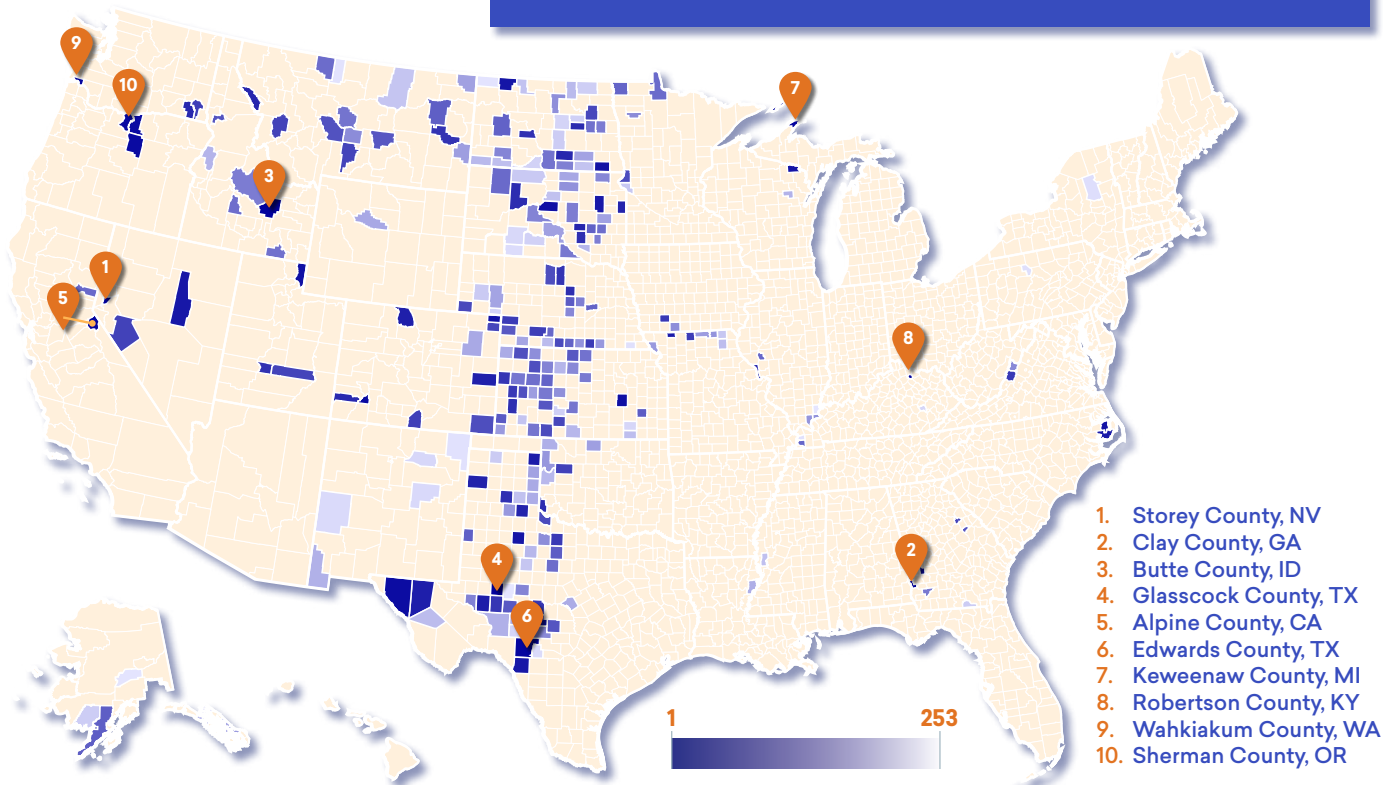 9
10
7
3
1
5
8
2
4
6
1 253
1. Storey County, NV
2. Clay County, GA
3. Butte County, ID
4. Glasscock County, TX
5. Alpine County, CA
6. Edwards County, TX
7. Keweenaw County, MI
8. Robertson County, KY
9. Wahkiakum County, WA
10. Sherman County, OR